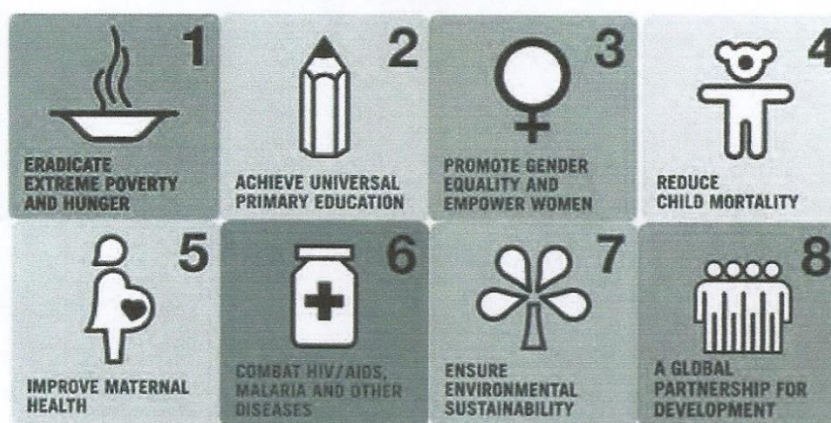 1
ERADICATE
EXTREME POVERTY
AND HUNGER
2
ACHIEVE UNIVERSAL
PRIMARY EDUCATION
3
PROMOTE GENDER
EQUALITY AND
EMPOWER WOMEN
4
REDUCE
CHILD MORTALITY
5
IMPROVE MATERNAL
HEALTH
6
COMBAT HIV/AIDS,
MALARIA AND OTHER
DISEASES
7
ENSURE
ENVIRONMENTAL
SUSTAINABILITY
8
A GLOBAL
PARTNERSHIP FOR
DEVELOPMENT